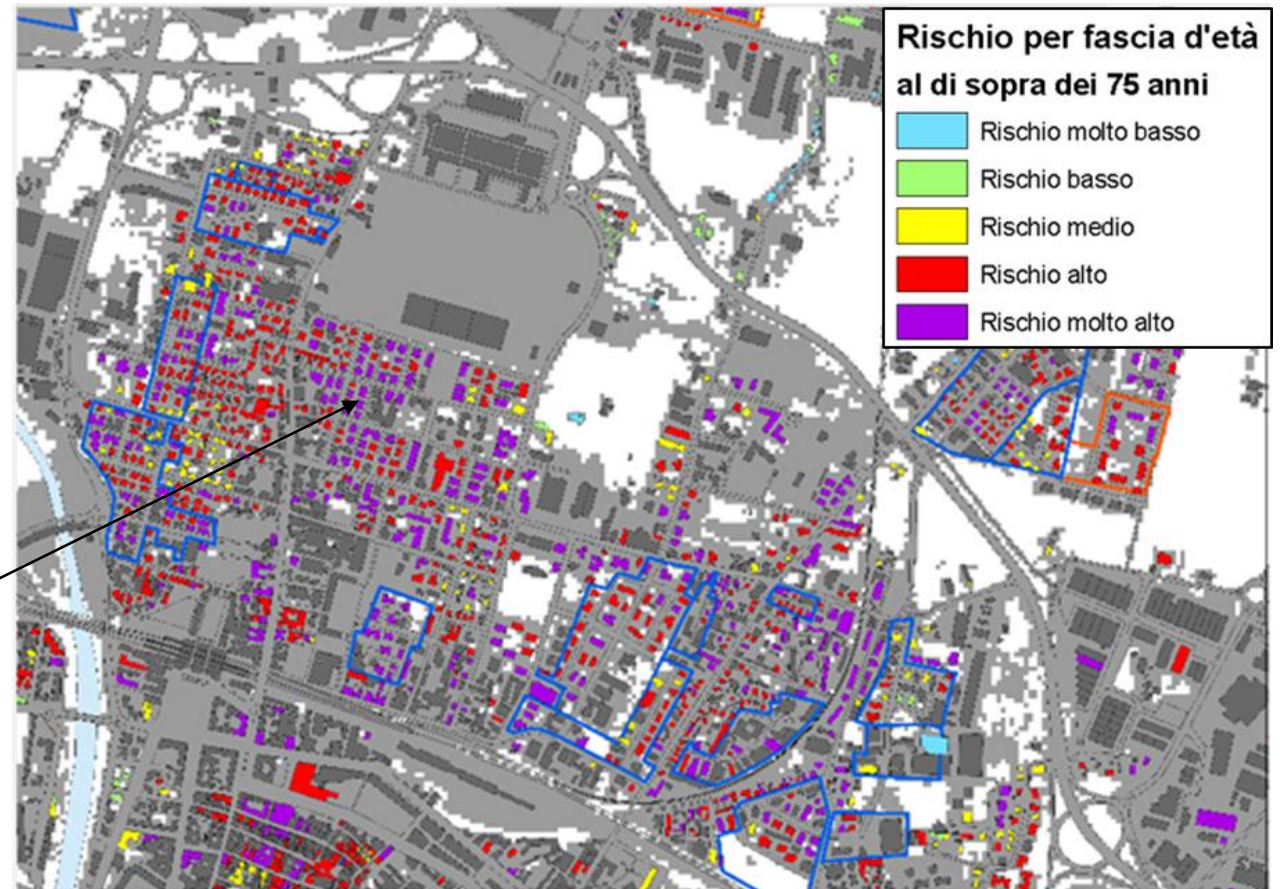 Rischio per fascia d'età
al di sopra dei 75 anni
Rischio molto basso
Rischio basso
Rischio medio
Rischio alto
Rischio molto alto